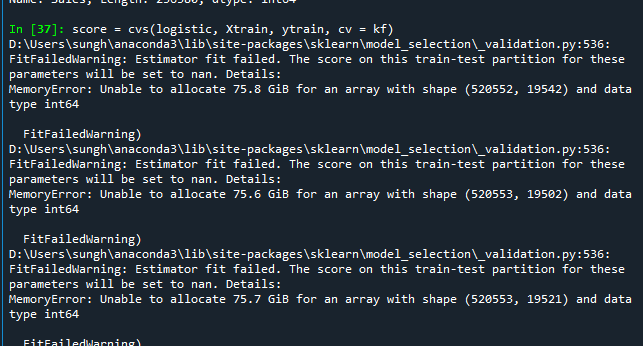 Name: Sales, Length: 290586, dtype: int64
In [37]: score = cvs(logistic, Xtrain, ytrain, cv = kf)
D:\Users\sungh\anaconda3\lib\site-packages\sklearn\model_selection\_validation.py:536:
FitFailedWarning: Estimator fit failed. The score on this train-test partition for these
parameters will be set to nan. Details:
MemoryError: Unable to allocate 75.8 GiB for an array with shape (520552, 19542) and data
type int64
FitFailedWarning)
D:\Users\sungh\anaconda3\lib\site-packages\sklearn\model_selection\_validation.py:536:
FitFailedWarning: Estimator fit failed. The score on this train-test partition for these
parameters will be set to nan. Details:
MemoryError: Unable to allocate 75.6 GiB for an array with shape (520553, 19502) and data
type int64
FitFailedWarning)
D:\Users\sungh\anaconda3\lib\site-packages\sklearn\model_selection\_validation.py:536:
FitFailedWarning: Estimator fit failed. The score on this train-test partition for these
parameters will be set to nan. Details:
MemoryError: Unable to allocate 75.7 GiB for an array with shape (520553, 19521) and data
type int64
FitFailedWarning)